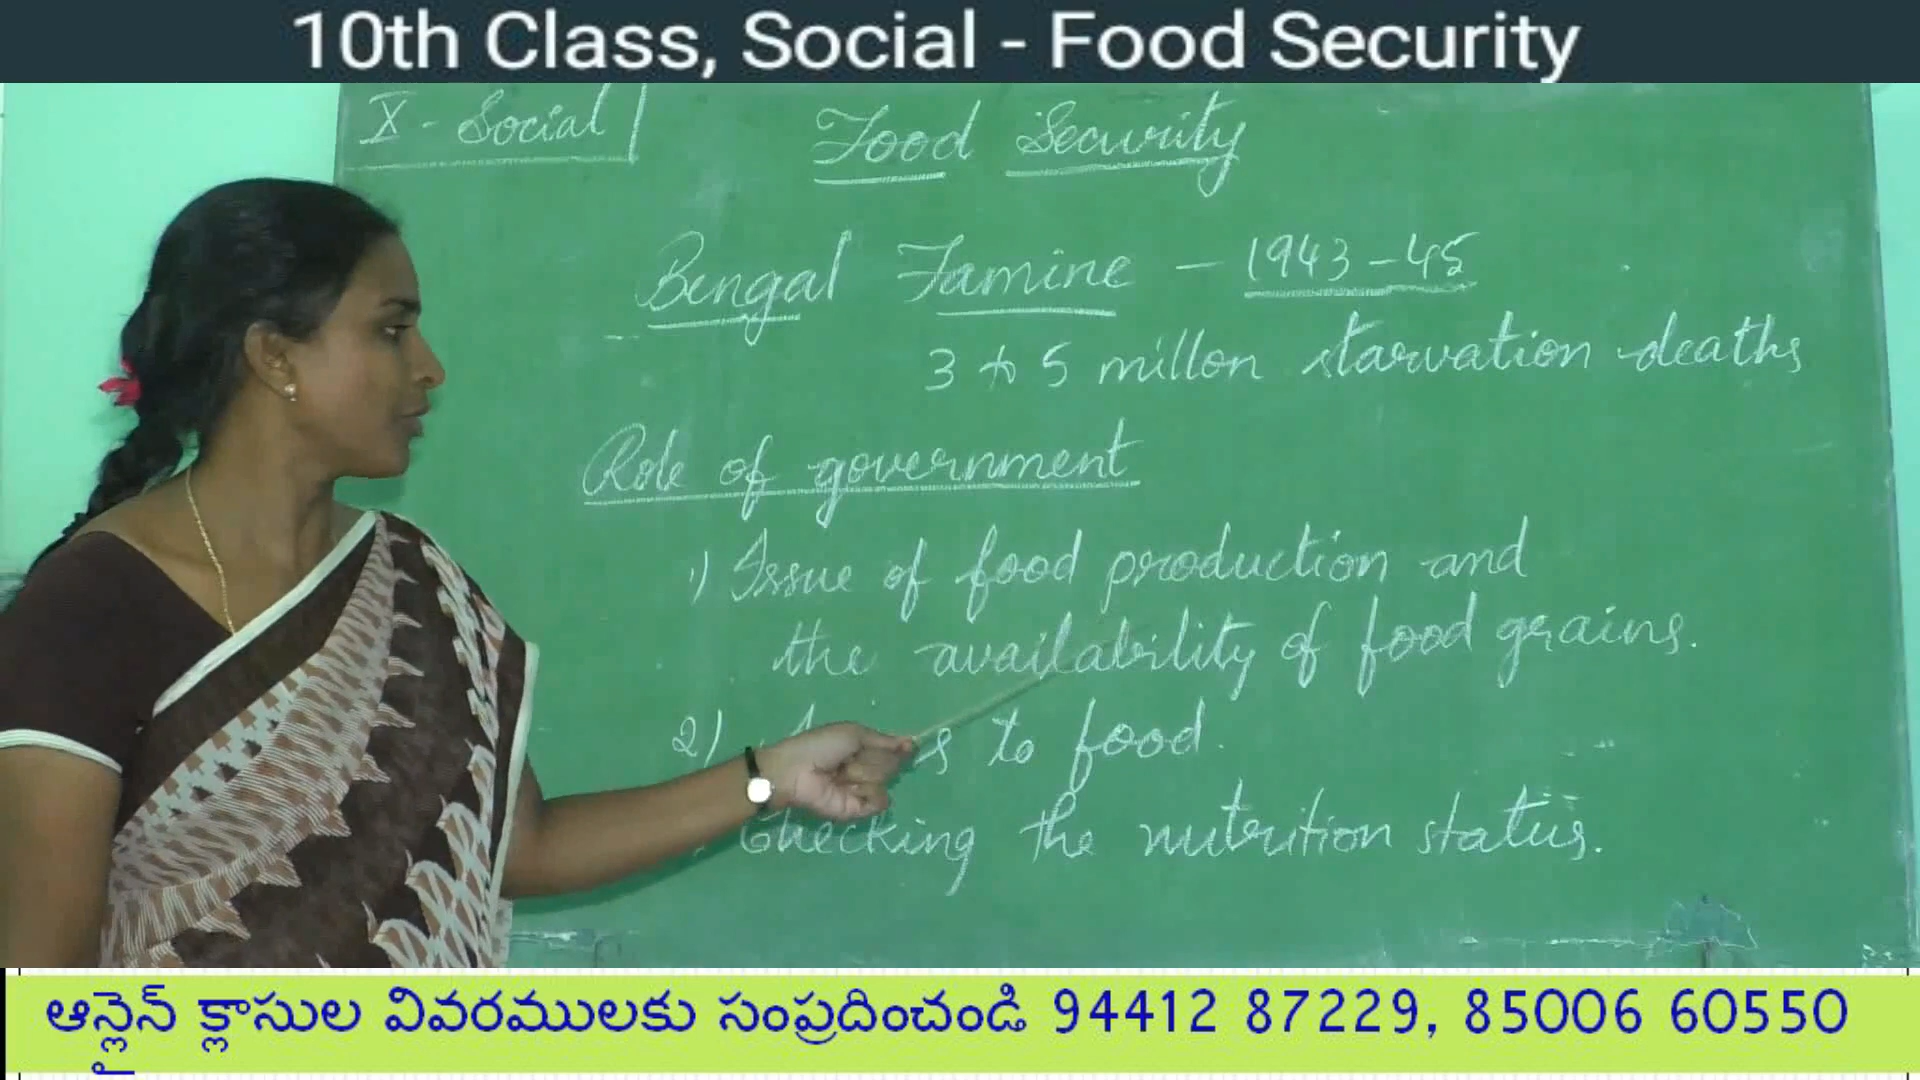 10th Class, Social - Food Security
X - Social
Food Security
Bengal Famine - 1943-45
3 to 5 millon starvation deaths
Role of government
1) Issue of food production and
the availability of food grains.
2) to food.
Checking the nutrition status.
ఆన్లైన్ క్లాసుల వివరములకు సంప్రదించండి 94412 87229, 85006 60550